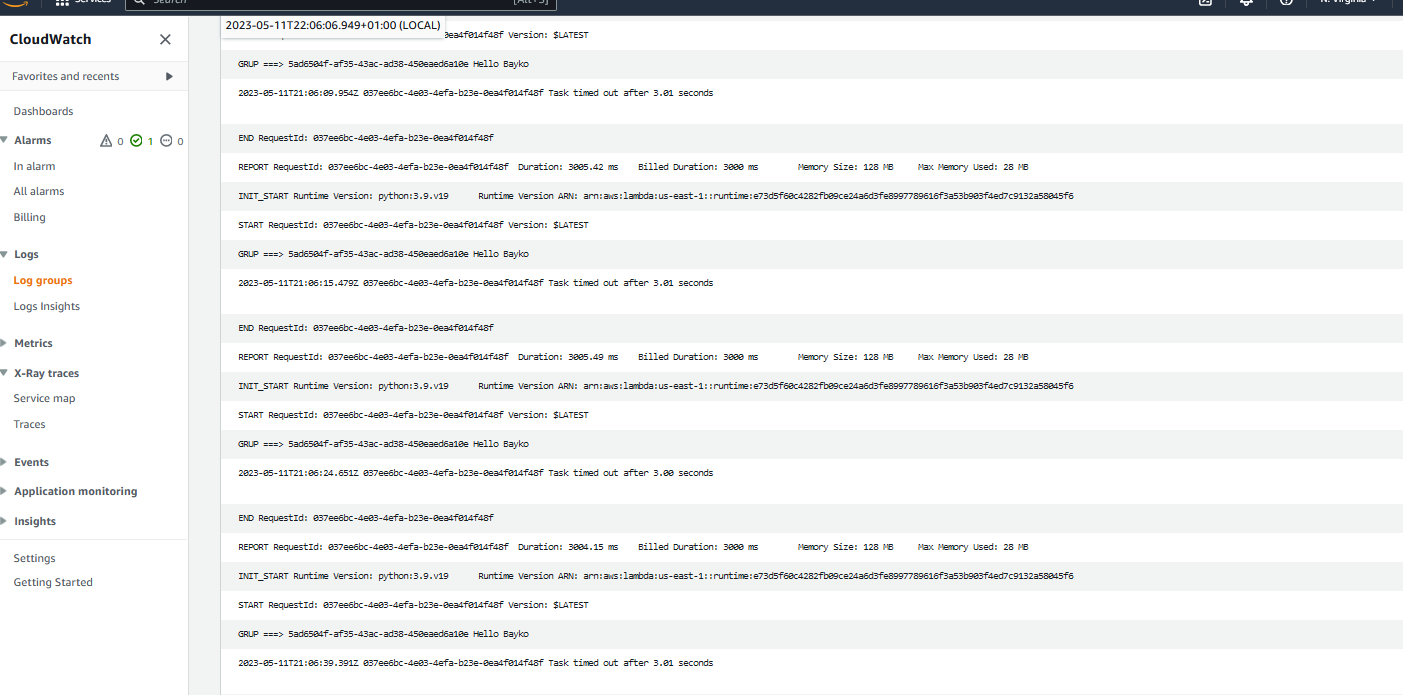 Services
Search
[Alt+S]
N. Virginia
CloudWatch
Favorites and recents
Dashboards
Alarms 0 1 0
In alarm
All alarms
Billing
Logs
Log groups
Logs Insights
Metrics
X-Ray traces
Service map
Traces
Events
Application monitoring
Insights
Settings
Getting Started
2023-05-11T22:06:06.949+01:00 (LOCAL)
0ea4f014f48f Version: $LATEST
GRUP ===> 5ad6504f-af35-43ac-ad38-450eaed6a10e Hello Bayko
2023-05-11T21:06:09.954Z 037ee6bc-4e03-4efa-b23e-0ea4f014f48f Task timed out after 3.01 seconds
END RequestId: 037ee6bc-4e03-4efa-b23e-0ea4f014f48f
REPORT RequestId: 037ee6bc-4e03-4efa-b23e-0ea4f014f48f Duration: 3005.42 ms Billed Duration: 3000 ms Memory Size: 128 MB Max Memory Used: 28 MB
INIT_START Runtime Version: python:3.9.v19 Runtime Version ARN: arn:aws:lambda:us-east-1::runtime:e73d5f60c4282fb09ce24a6d3fe8997789616f3a53b903f4ed7c9132a58045f6
START RequestId: 037ee6bc-4e03-4efa-b23e-0ea4f014f48f Version: $LATEST
GRUP ===> 5ad6504f-af35-43ac-ad38-450eaed6a10e Hello Bayko
2023-05-11T21:06:15.479Z 037ee6bc-4e03-4efa-b23e-0ea4f014f48f Task timed out after 3.01 seconds
END RequestId: 037ee6bc-4e03-4efa-b23e-0ea4f014f48f
REPORT RequestId: 037ee6bc-4e03-4efa-b23e-0ea4f014f48f Duration: 3005.49 ms Billed Duration: 3000 ms Memory Size: 128 MB Max Memory Used: 28 MB
INIT_START Runtime Version: python:3.9.v19 Runtime Version ARN: arn:aws:lambda:us-east-1::runtime:e73d5f60c4282fb09ce24a6d3fe8997789616f3a53b903f4ed7c9132a58045f6
START RequestId: 037ee6bc-4e03-4efa-b23e-0ea4f014f48f Version: $LATEST
GRUP ===> 5ad6504f-af35-43ac-ad38-450eaed6a10e Hello Bayko
2023-05-11T21:06:24.651Z 037ee6bc-4e03-4efa-b23e-0ea4f014f48f Task timed out after 3.00 seconds
END RequestId: 037ee6bc-4e03-4efa-b23e-0ea4f014f48f
REPORT RequestId: 037ee6bc-4e03-4efa-b23e-0ea4f014f48f Duration: 3004.15 ms Billed Duration: 3000 ms Memory Size: 128 MB Max Memory Used: 28 MB
INIT_START Runtime Version: python:3.9.v19 Runtime Version ARN: arn:aws:lambda:us-east-1::runtime:e73d5f60c4282fb09ce24a6d3fe8997789616f3a53b903f4ed7c9132a58045f6
START RequestId: 037ee6bc-4e03-4efa-b23e-0ea4f014f48f Version: $LATEST
GRUP ===> 5ad6504f-af35-43ac-ad38-450eaed6a10e Hello Bayko
2023-05-11T21:06:39.391Z 037ee6bc-4e03-4efa-b23e-0ea4f014f48f Task timed out after 3.01 seconds